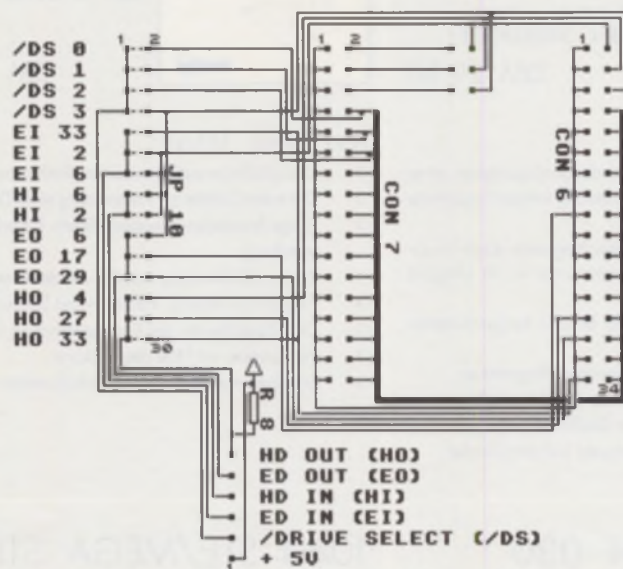 1 2
/DS 0
/DS 1
/DS 2
/DS 3
EI 33
EI 2
EI 6
HI 6
HI 2
EO 6
EO 17
EO 29
HO 4
HO 27
HO 33
JP 10
30
1 2
CON 7
1
CON 6
34
R 8
HD OUT (HO)
ED OUT (EO)
HD IN (HI)
ED IN (EI)
/DRIVE SELECT (/DS)
+ 5V
1